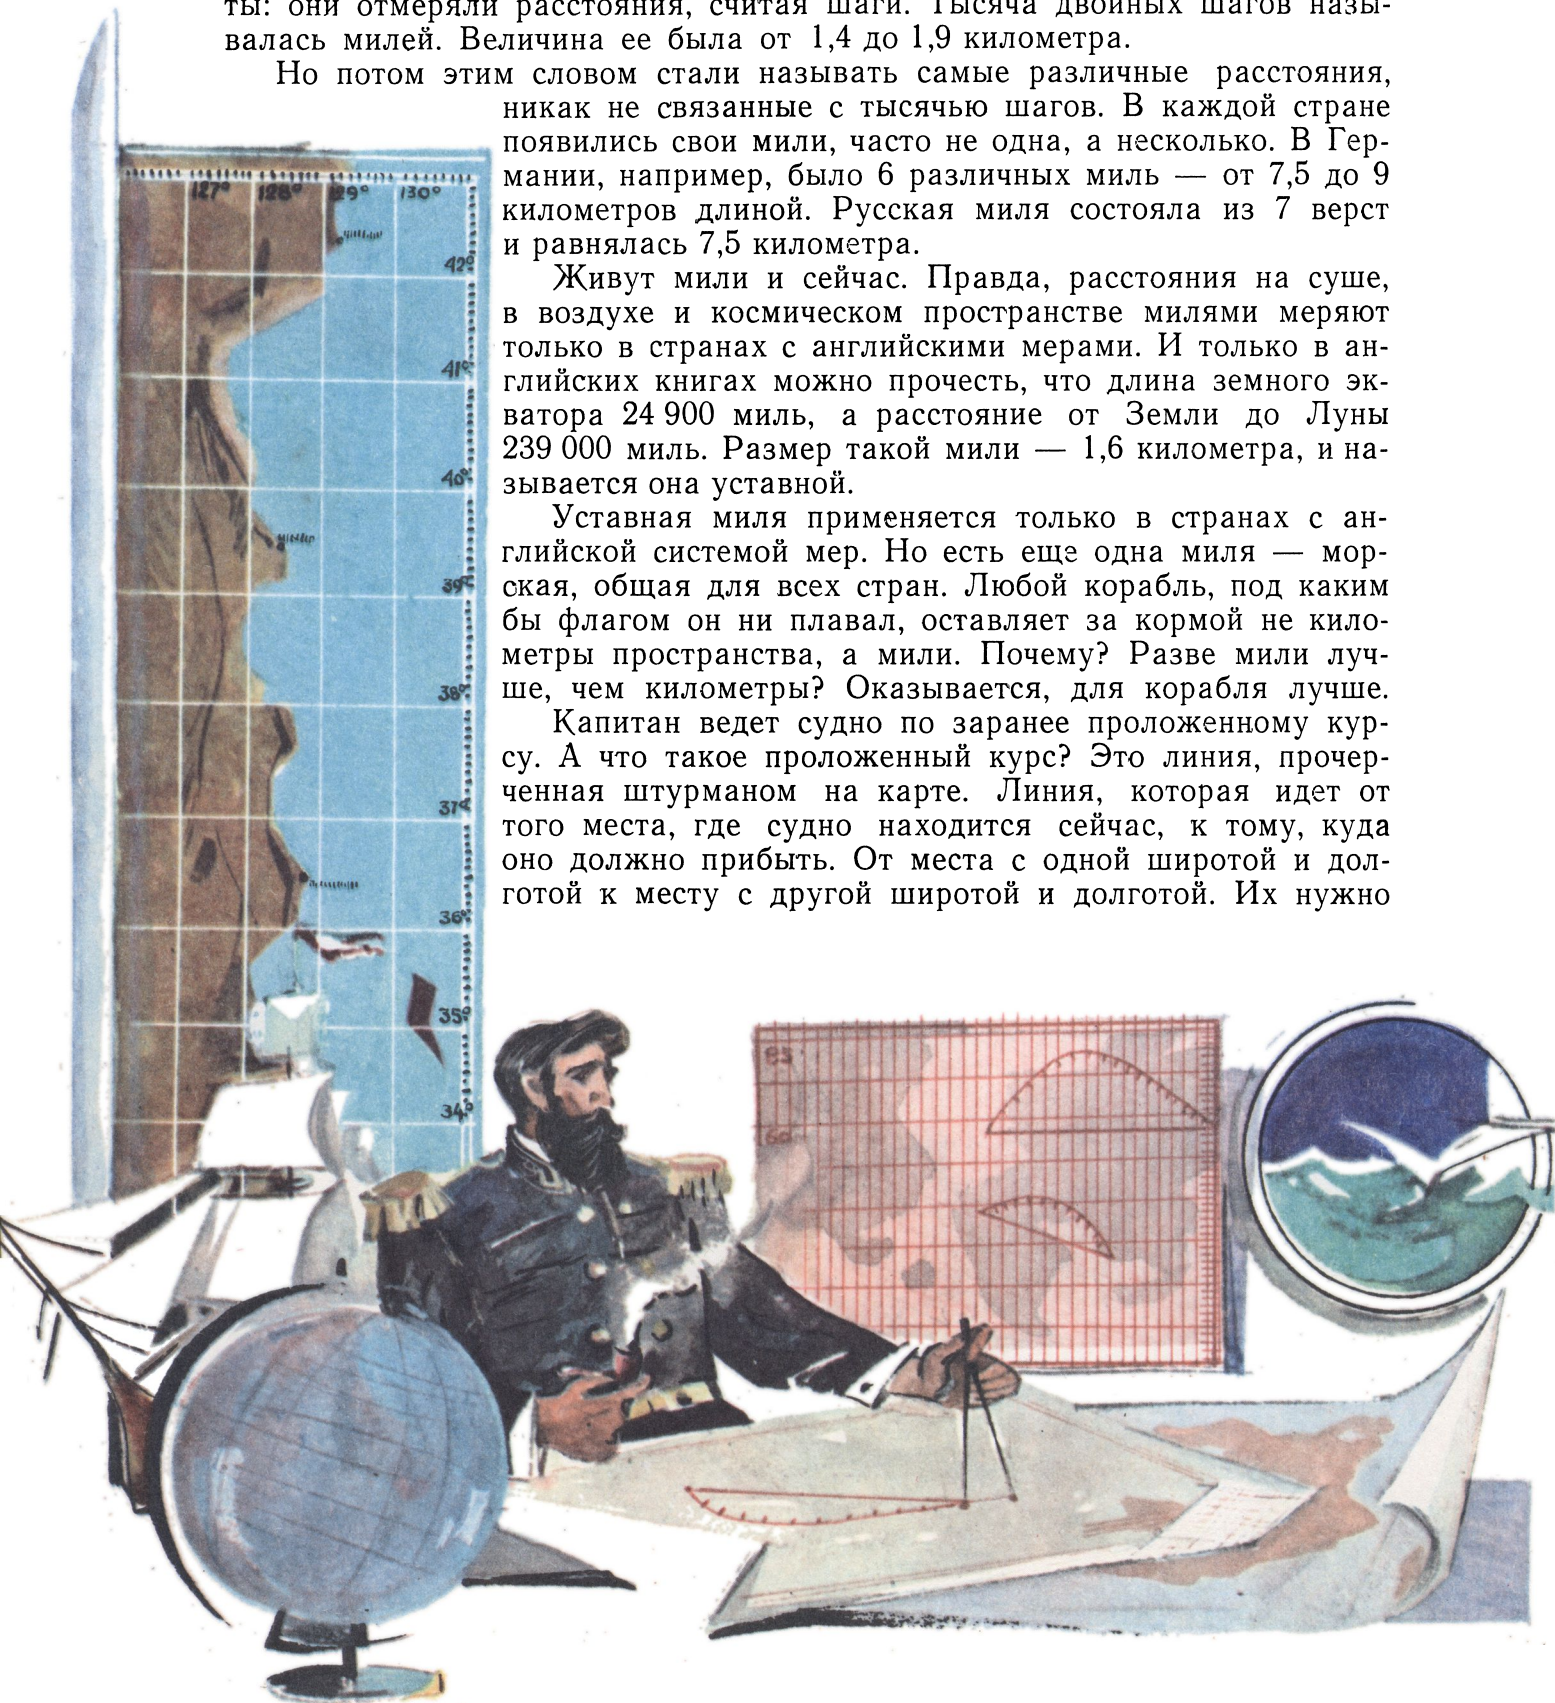 ты: они отмеряли расстояния, считая шаги. Тысяча двойных шагов назы-
валась милей. Величина ее была от 1,4 до 1,9 километра.
Но потом этим словом стали называть самые различные расстояния,
никак не связанные с тысячью шагов. В каждой стране
появились свои мили, часто не одна, а несколько. В Гер-
мании, например, было 6 различных миль — от 7,5 до 9
километров длиной. Русская миля состояла из 7 верст
и равнялась 7,5 километра.
Живут мили и сейчас. Правда, расстояния на суше,
в воздухе и космическом пространстве милями меряют
только в странах с английскими мерами. И только в ан-
глийских книгах можно прочесть, что длина земного эк-
ватора 24 900 миль, а расстояние от Земли до Луны
239 000 миль. Размер такой мили — 1,6 километра, и на-
зывается она уставной.
Уставная миля применяется только в странах с ан-
глийской системой мер. Но есть еще одна миля — мор-
ская, общая для всех стран. Любой корабль, под каким
бы флагом он ни плавал, оставляет за кормой не кило-
метры пространства, а мили. Почему? Разве мили луч-
ше, чем километры? Оказывается, для корабля лучше.
Капитан ведет судно по заранее проложенному кур-
су. А что такое проложенный курс? Это линия, прочер-
ченная штурманом на карте. Линия, которая идет от
того места, где судно находится сейчас, к тому, куда
оно должно прибыть. От места с одной широтой и дол-
готой к месту с другой широтой и долготой. Их нужно
127° 128° 129° 130°
42°
41°
40°
39°
38°
37°
36°
35°
34°
60